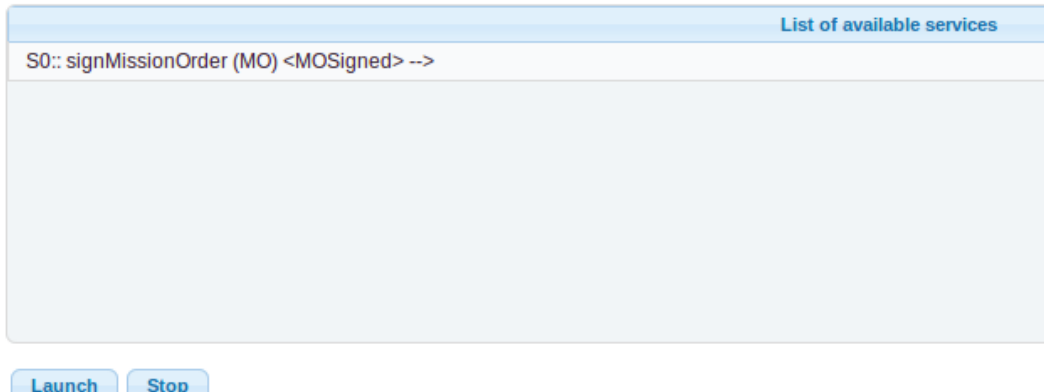 List of available services
S0:: signMissionOrder (MO) <MOSigned> -->
Launch Stop